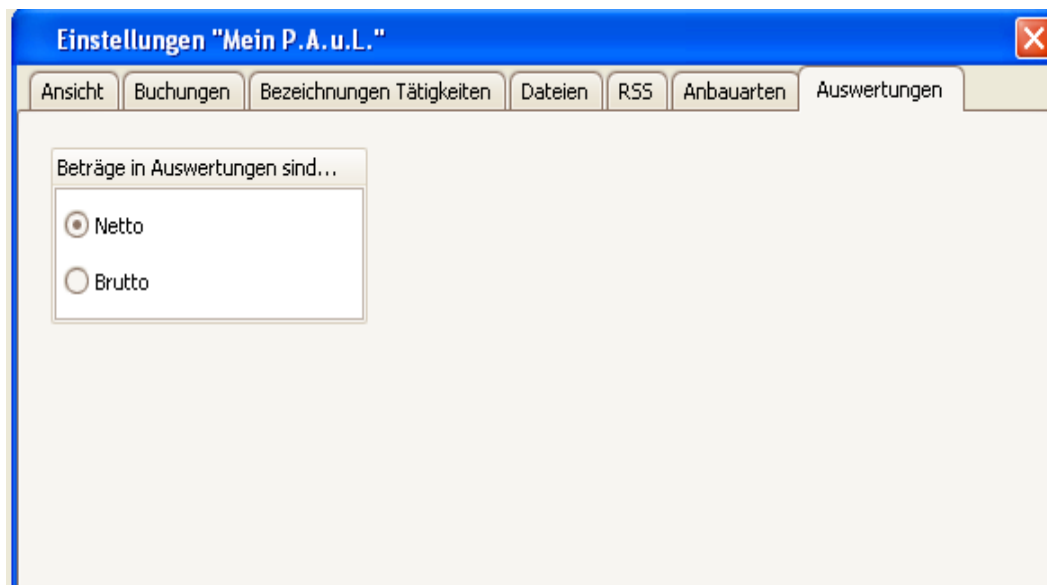 Einstellungen "Mein P.A.u.L."
Ansicht Buchungen Bezeichnungen Tätigkeiten Dateien RSS Anbauarten Auswertungen
Beträge in Auswertungen sind...
Netto
Brutto